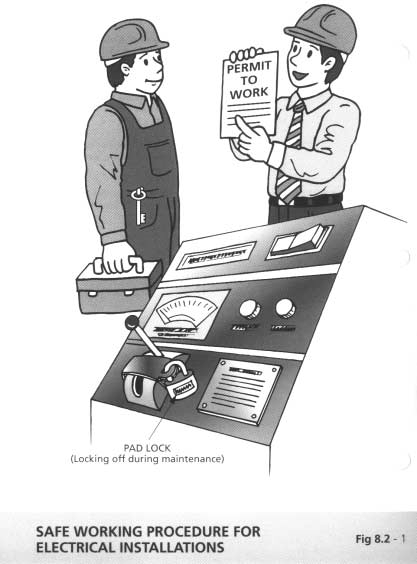 PERMIT
TO
WORK
PAD LOCK
(Locking off during maintenance)
SAFE WORKING PROCEDURE FOR
ELECTRICAL INSTALLATIONS
Fig 8.2 - 1